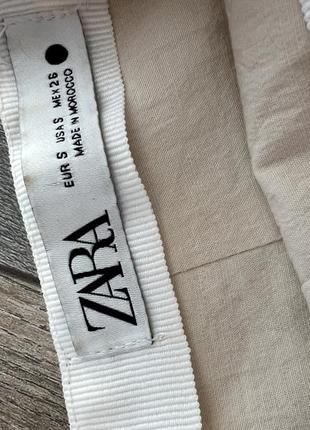 ZARA
EUR S USA S MEX 26
MADE IN MOROCCO